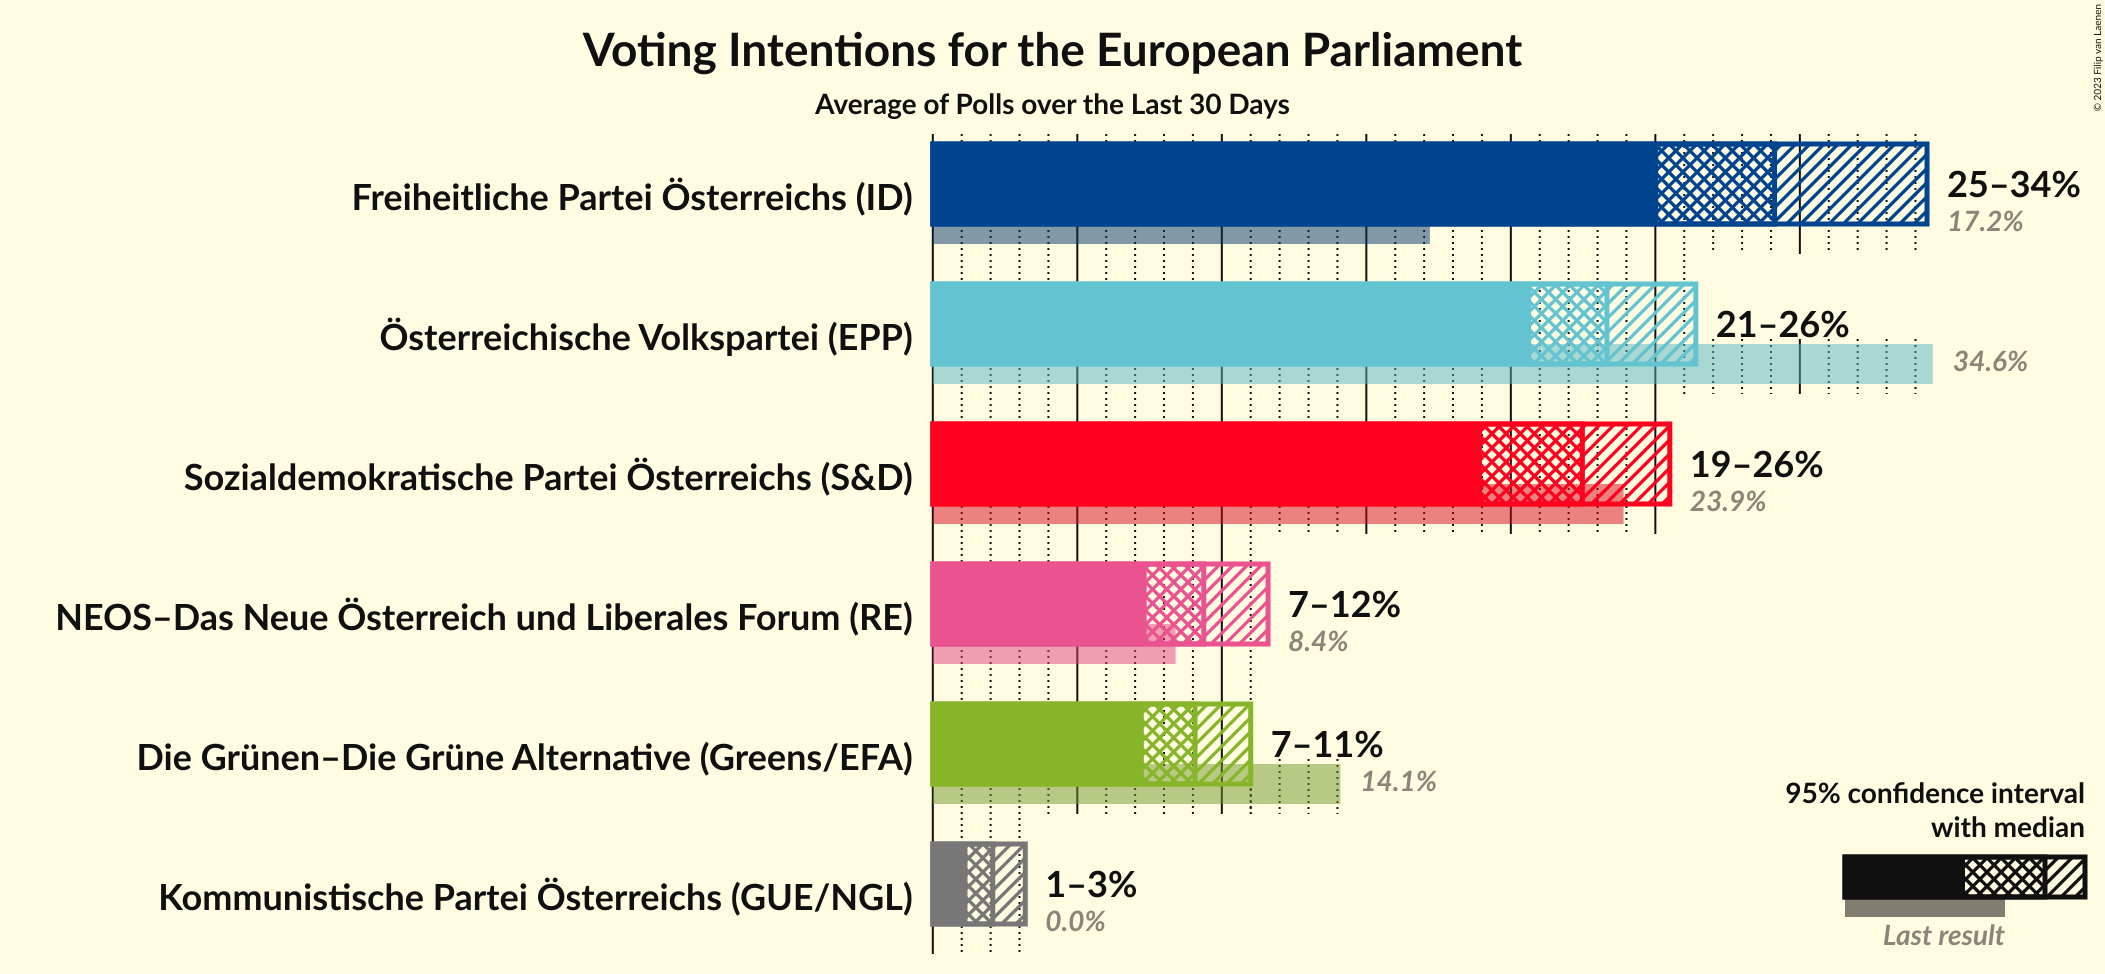 Voting Intentions for the European Parliament
Average of Polls over the Last 30 Days
© 2023 Filip van Laenen
Freiheitliche Partei Österreichs (ID)
25–34%
17.2%
Österreichische Volkspartei (EPP)
21–26%
34.6%
Sozialdemokratische Partei Österreichs (S&D)
19–26%
23.9%
NEOS–Das Neue Österreich und Liberales Forum (RE)
7–12%
8.4%
Die Grünen–Die Grüne Alternative (Greens/EFA)
7–11%
14.1%
Kommunistische Partei Österreichs (GUE/NGL)
1–3%
0.0%
95% confidence interval
with median
Last result